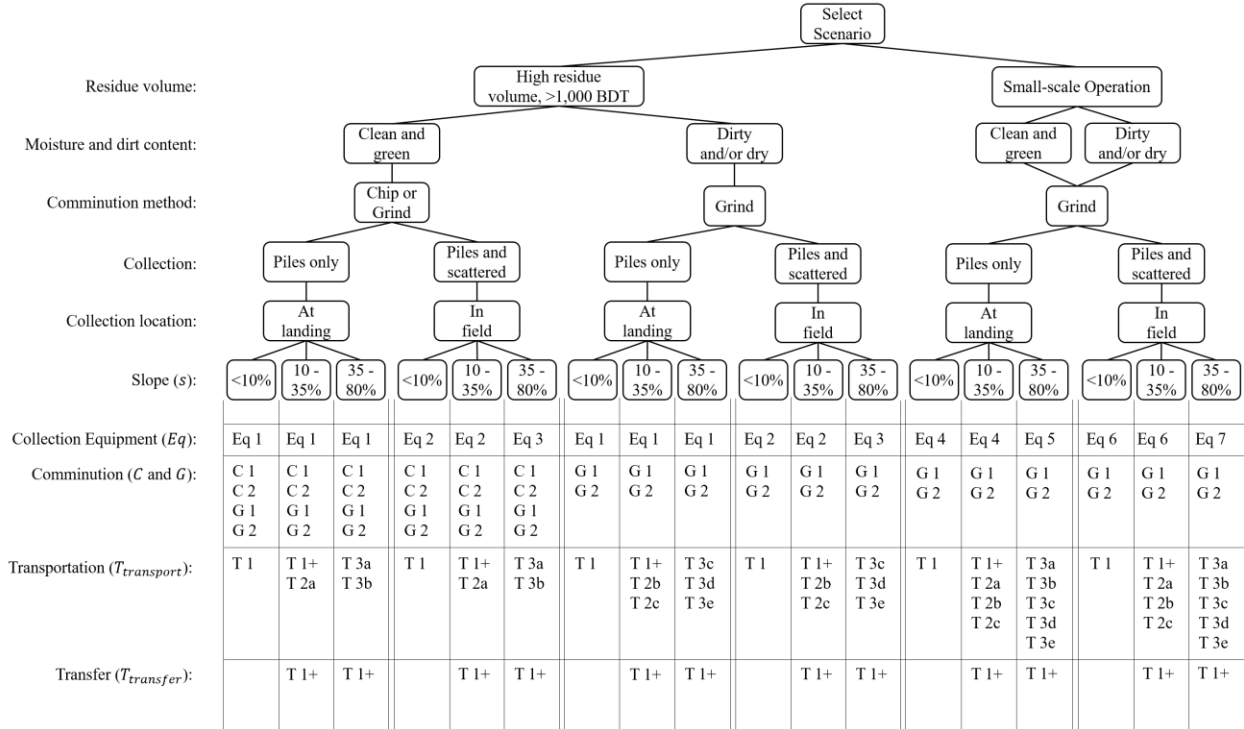 Select
Scenario
Residue volume:
High residue
volume, >1,000 BDT
Small-scale Operation
Moisture and dirt content:
Clean and
green
Dirty
and/or dry
Clean and
green
Dirty
and/or dry
Comminution method:
Chip or
Grind
Grind
Grind
Collection:
Piles only
Piles and
scattered
Piles only
Piles and
scattered
Piles only
Piles and
scattered
Collection location:
At
landing
In
field
At
landing
In
field
At
landing
In
field
Slope (s):
<10%
10 -
35%
35 -
80%
<10%
10 -
35%
35 -
80%
<10%
10 -
35%
35 -
80%
<10%
10 -
35%
35 -
80%
<10%
10 -
35%
35 -
80%
<10%
10 -
35%
35 -
80%
Collection Equipment (Eq): Eq 1 Eq 1 Eq 1 Eq 2 Eq 2 Eq 3 Eq 1 Eq 1 Eq 1 Eq 2 Eq 2 Eq 3 Eq 4 Eq 4 Eq 5 Eq 6 Eq 6 Eq 7
Comminution (C and G): C 1 C 1 C 1 C 1 C 1 C 1 G 1 G 1 G 1 G 1 G 1 G 1 G 1 G 1 G 1 G 1 G 1 G 1
C 2 C 2 C 2 C 2 C 2 C 2 G 2 G 2 G 2 G 2 G 2 G 2 G 2 G 2 G 2 G 2 G 2 G 2
G 1 G 1 G 1 G 1 G 1 G 1
G 2 G 2 G 2 G 2 G 2 G 2
Transportation (T_transport): T 1 T 1+ T 3a T 1 T 1+ T 3a T 1 T 1+ T 3c T 1 T 1+ T 3c T 1 T 1+ T 3a T 1 T 1+ T 3a
T 2a T 3b T 2a T 3b T 2b T 3d T 2b T 3d T 2a T 3b T 2a T 3b
T 2c T 3e T 2c T 3e T 2b T 3c T 2b T 3c
T 2c T 3d T 2c T 3d
T 3e T 3e
Transfer (T_transfer): T 1+ T 1+ T 1+ T 1+ T 1+ T 1+ T 1+ T 1+ T 1+ T 1+ T 1+ T 1+